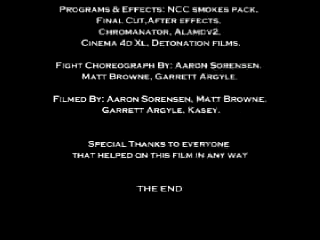 Programs & Effects: NCC smokes pack,
Final Cut,After effects,
Chromanator, Alamdv2,
Cinema 4d Xl, Detonation films.
Fight Choreograph By: Aaron Sorensen,
Matt Browne, Garrett Argyle.
Filmed By: Aaron Sorensen, Matt Browne,
Garrett Argyle, Kasey.
Special Thanks to everyone
that helped on this film in any way
THE END